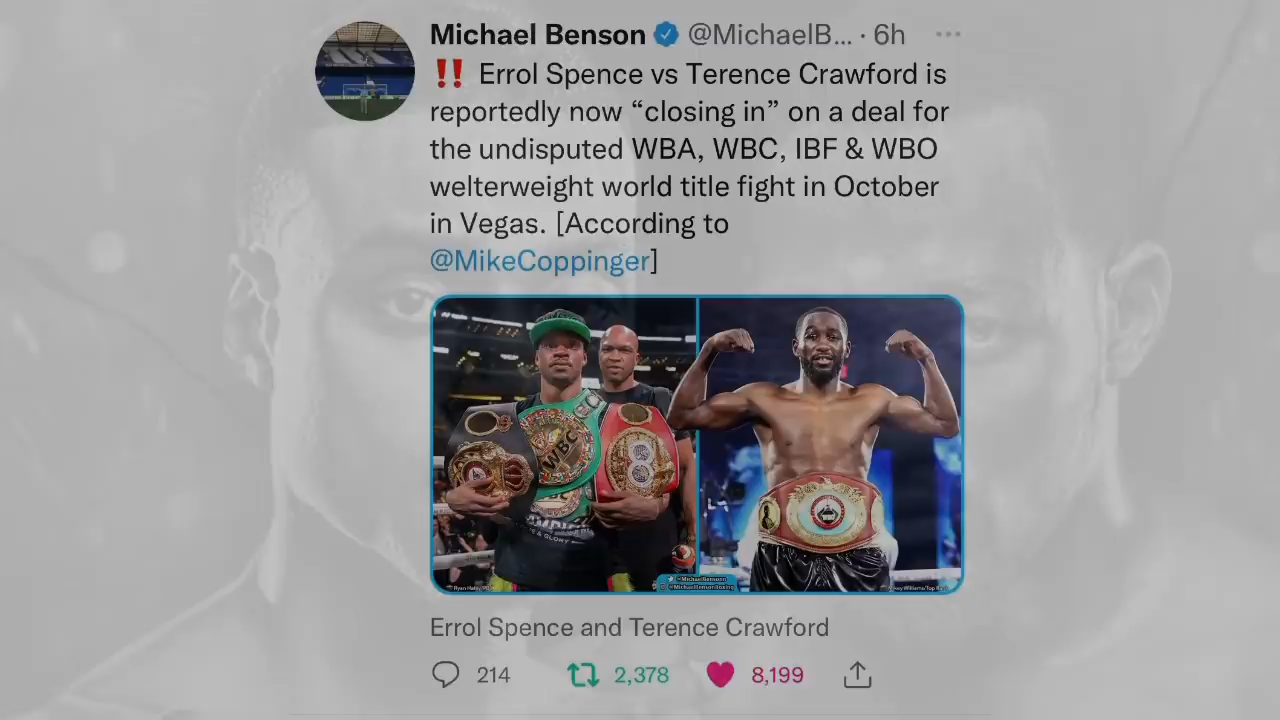 Michael Benson @MichaelB... · 6h
‼️ Errol Spence vs Terence Crawford is
reportedly now “closing in” on a deal for
the undisputed WBA, WBC, IBF & WBO
welterweight world title fight in October
in Vegas. [According to
@MikeCoppinger]
WBC
Errol Spence and Terence Crawford
214 2,378 8,199